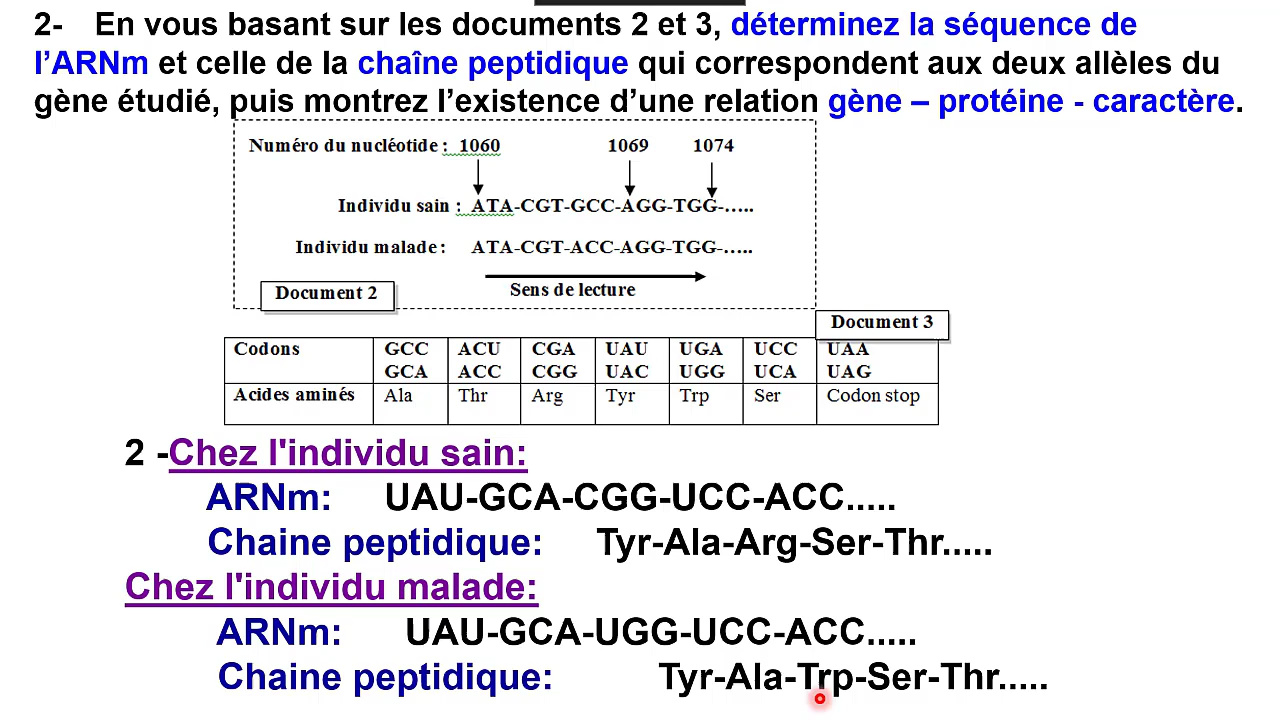 2- En vous basant sur les documents 2 et 3, déterminez la séquence de
l’ARNm et celle de la chaîne peptidique qui correspondent aux deux allèles du
gène étudié, puis montrez l’existence d’une relation gène – protéine - caractère.
Numéro du nucléotide : 1060 1069 1074
Individu sain : ATA-CGT-GCC-AGG-TGG-.....
Individu malade : ATA-CGT-ACC-AGG-TGG-.....
Sens de lecture
Document 2
Document 3
Codons GCC ACU CGA UAU UGA UCC UAA
GCA ACC CGG UAC UGG UCA UAG
Acides aminés Ala Thr Arg Tyr Trp Ser Codon stop
2 -Chez l'individu sain:
ARNm: UAU-GCA-CGG-UCC-ACC.....
Chaine peptidique: Tyr-Ala-Arg-Ser-Thr.....
Chez l'individu malade:
ARNm: UAU-GCA-UGG-UCC-ACC.....
Chaine peptidique: Tyr-Ala-Trp-Ser-Thr.....